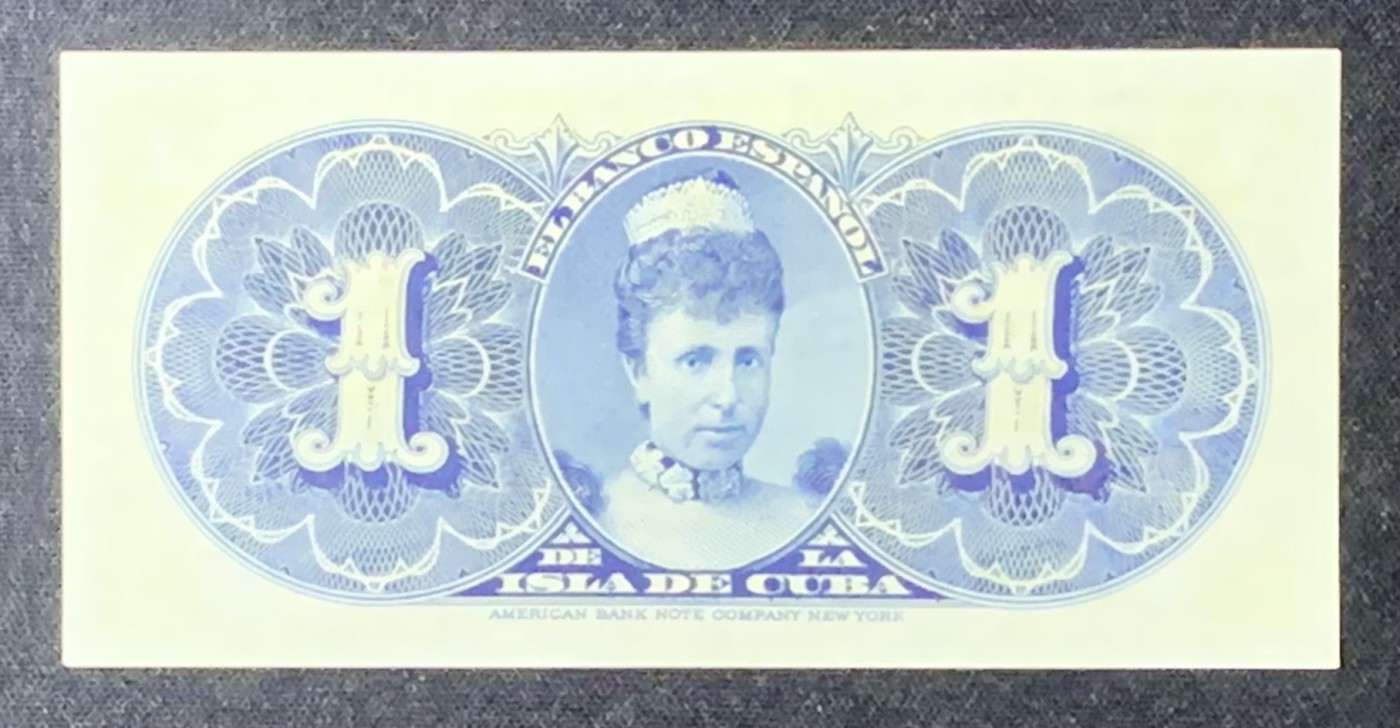 EL BANCO ESPAÑOL
1 1
DE LA
ISLA DE CUBA
AMERICAN BANK NOTE COMPANY NEW YORK